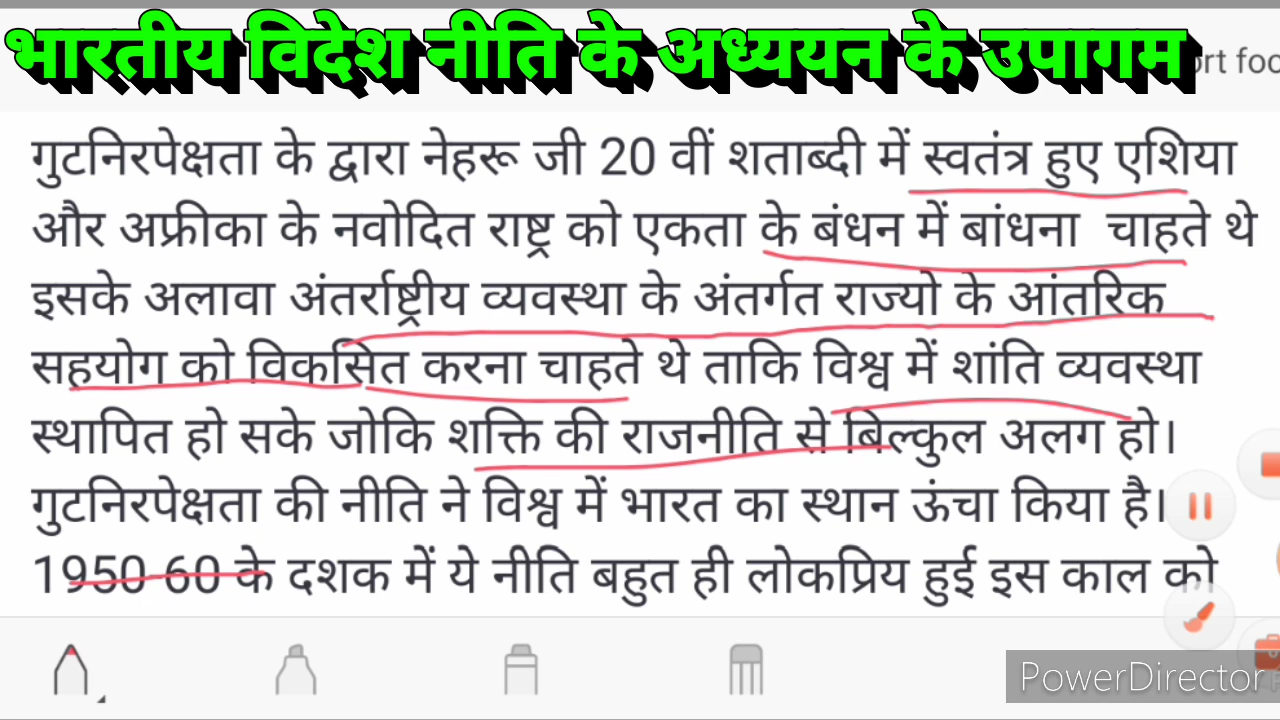 भारतीय विदेश नीति के अध्ययन के उपागम
गुटनिरपेक्षता के द्वारा नेहरू जी 20 वीं शताब्दी में स्वतंत्र हुए एशिया
और अफ्रीका के नवोदित राष्ट्र को एकता के बंधन में बांधना चाहते थे
इसके अलावा अंतर्राष्ट्रीय व्यवस्था के अंतर्गत राज्यो के आंतरिक
सहयोग को विकसित करना चाहते थे ताकि विश्व में शांति व्यवस्था
स्थापित हो सके जोकि शक्ति की राजनीति से बिल्कुल अलग हो।
गुटनिरपेक्षता की नीति ने विश्व में भारत का स्थान ऊंचा किया है।
1950-60 के दशक में ये नीति बहुत ही लोकप्रिय हुई इस काल को
PowerDirector